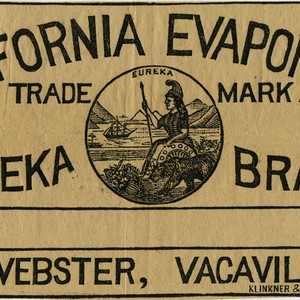 FORNIA EVAPOR
EUREKA
TRADE MARK.
EKA BRA
WEBSTER, VACAVIL
KLINKNER &